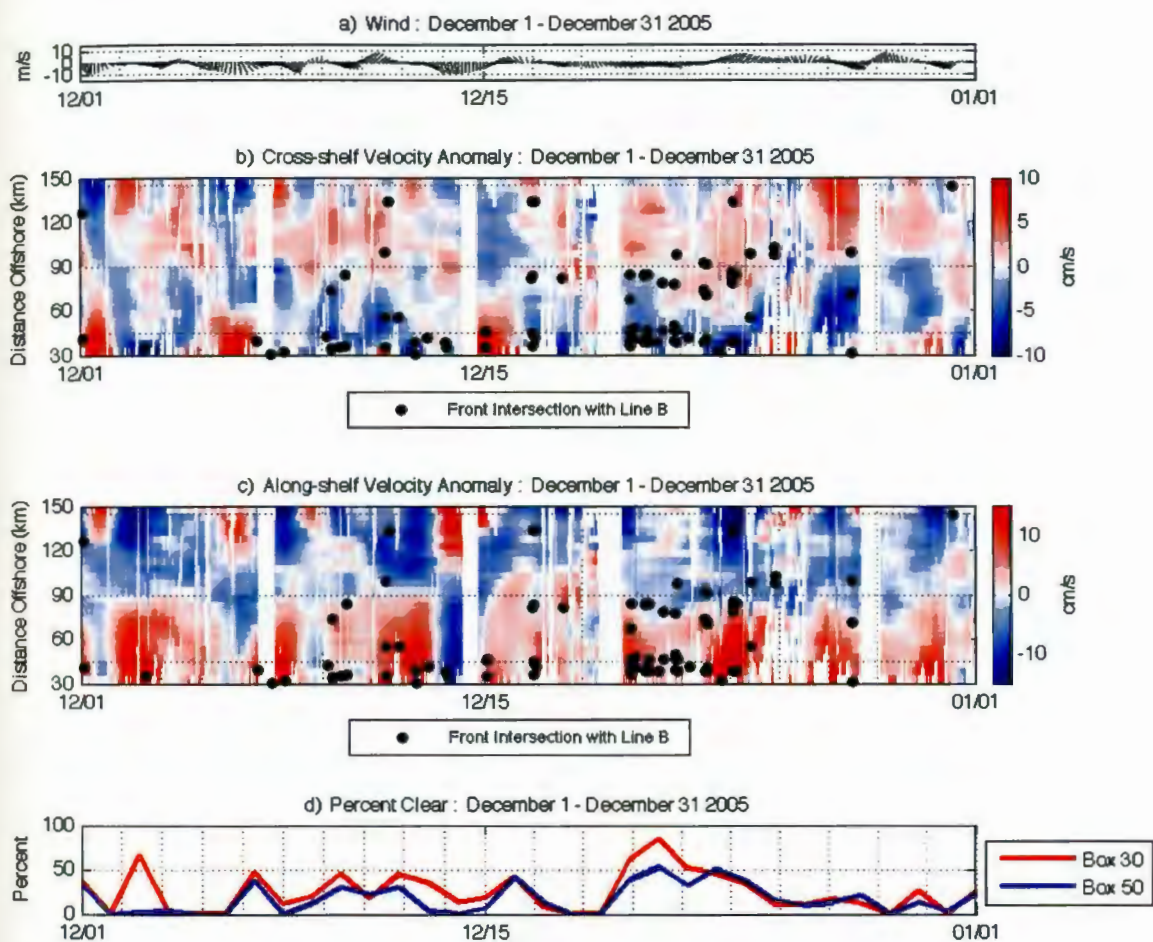 a) Wind : December 1 - December 31 2005
m/s
10
0
-10
12/01
12/15
01/01
b) Cross-shelf Velocity Anomaly : December 1 - December 31 2005
Distance Offshore (km)
150
120
90
60
30
12/01
12/15
01/01
10
5
0
-5
-10
cm/s
Front Intersection with Line B
c) Along-shelf Velocity Anomaly : December 1 - December 31 2005
Distance Offshore (km)
150
120
90
60
30
12/01
12/15
01/01
10
0
-10
cm/s
Front Intersection with Line B
d) Percent Clear : December 1 - December 31 2005
Percent
100
50
0
12/01
12/15
01/01
Box 30
Box 50